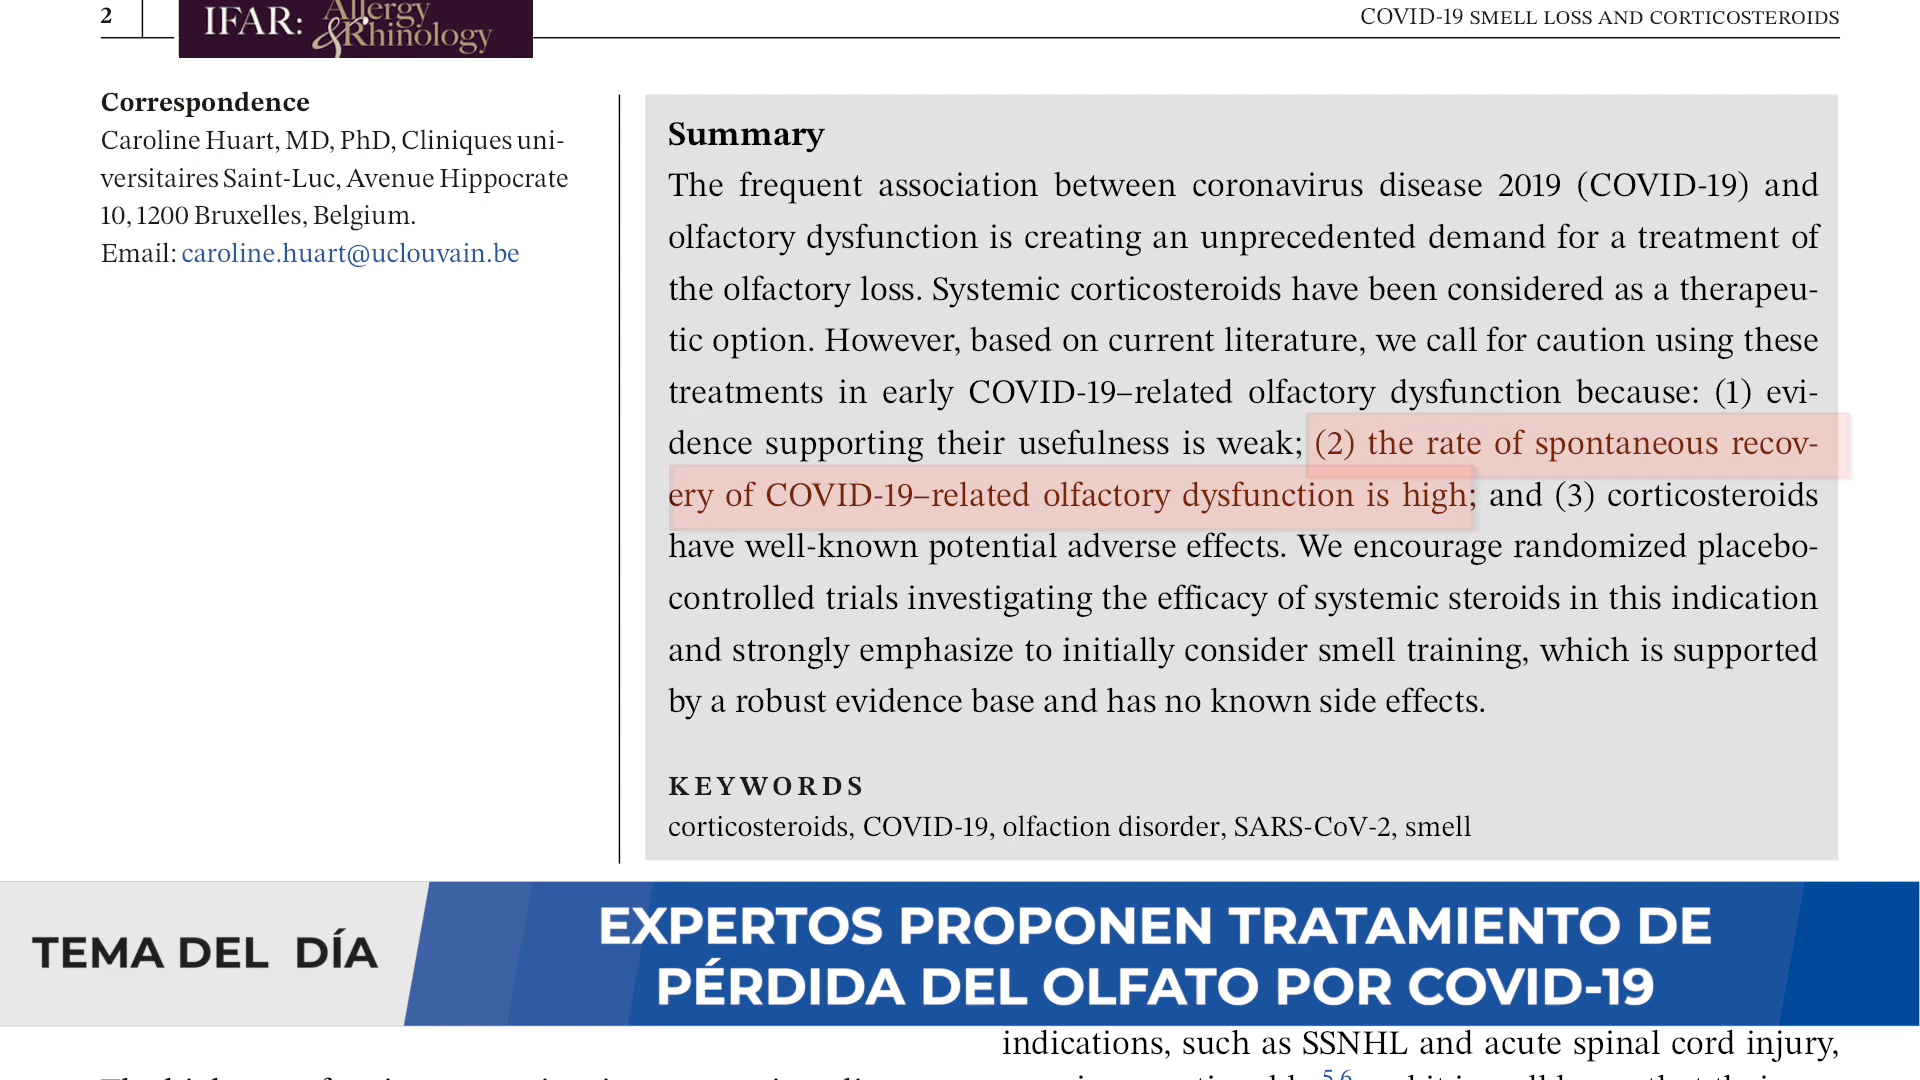 2
IFAR: Allergy
& Rhinology
COVID-19 SMELL LOSS AND CORTICOSTEROIDS
Correspondence
Caroline Huart, MD, PhD, Cliniques uni-
versitaires Saint-Luc, Avenue Hippocrate
10, 1200 Bruxelles, Belgium.
Email: caroline.huart@uclouvain.be
Summary
The frequent association between coronavirus disease 2019 (COVID-19) and
olfactory dysfunction is creating an unprecedented demand for a treatment of
the olfactory loss. Systemic corticosteroids have been considered as a therapeu-
tic option. However, based on current literature, we call for caution using these
treatments in early COVID-19–related olfactory dysfunction because: (1) evi-
dence supporting their usefulness is weak; (2) the rate of spontaneous recov-
ery of COVID-19–related olfactory dysfunction is high; and (3) corticosteroids
have well-known potential adverse effects. We encourage randomized placebo-
controlled trials investigating the efficacy of systemic steroids in this indication
and strongly emphasize to initially consider smell training, which is supported
by a robust evidence base and has no known side effects.
KEYWORDS
corticosteroids, COVID-19, olfaction disorder, SARS-CoV-2, smell
TEMA DEL DÍA
EXPERTOS PROPONEN TRATAMIENTO DE
PÉRDIDA DEL OLFATO POR COVID-19
indications, such as SSNHL and acute spinal cord injury,